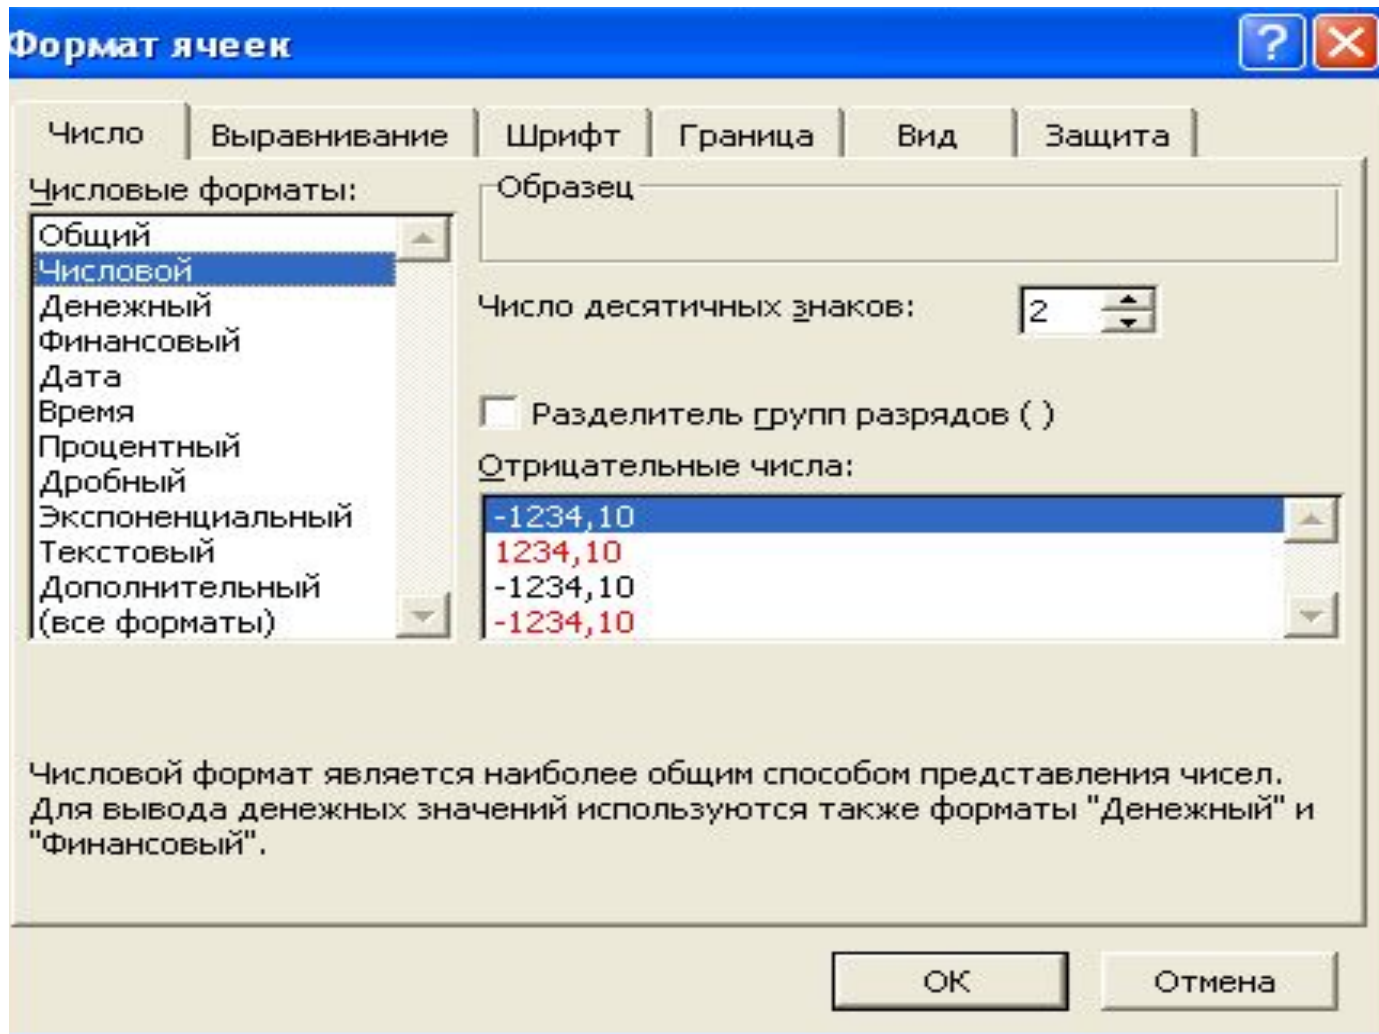 Формат ячеек
Число
Выравнивание
Шрифт
Граница
Вид
Защита
Числовые форматы:
Общий
Числовой
Денежный
Финансовый
Дата
Время
Процентный
Дробный
Экспоненциальный
Текстовый
Дополнительный
(все форматы)
Образец
Число десятичных знаков:
2
Разделитель групп разрядов ( )
Отрицательные числа:
-1234,10
1234,10
-1234,10
-1234,10
Числовой формат является наиболее общим способом представления чисел.
Для вывода денежных значений используются также форматы "Денежный" и
"Финансовый".
ОК
Отмена